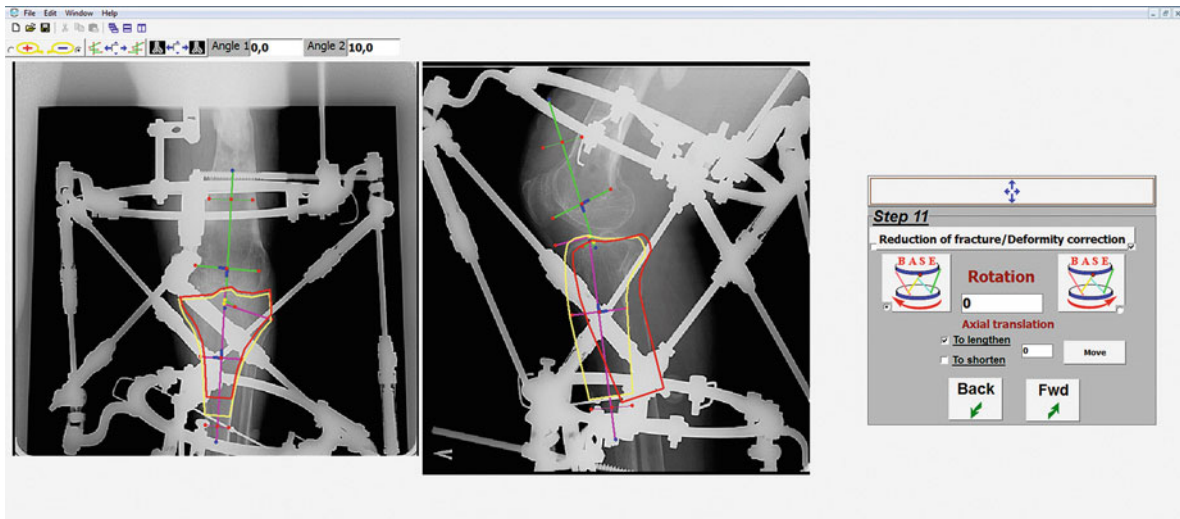 File Edit Window Help
Angle 1 0,0 Angle 2 10,0
Step 11
Reduction of fracture/Deformity correction
BASE
Rotation
BASE
0
Axial translation
To lengthen
0
Move
To shorten
Back
Fwd